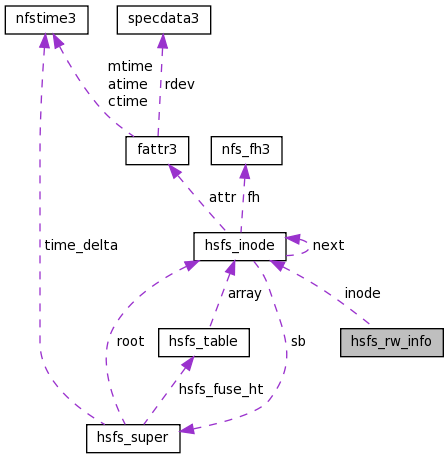 nfstime3
specdata3
mtime
atime
ctime
rdev
fattr3
nfs_fh3
attr
fh
hsfs_inode
next
time_delta
array
inode
root
hsfs_table
sb
hsfs_rw_info
hsfs_fuse_ht
hsfs_super